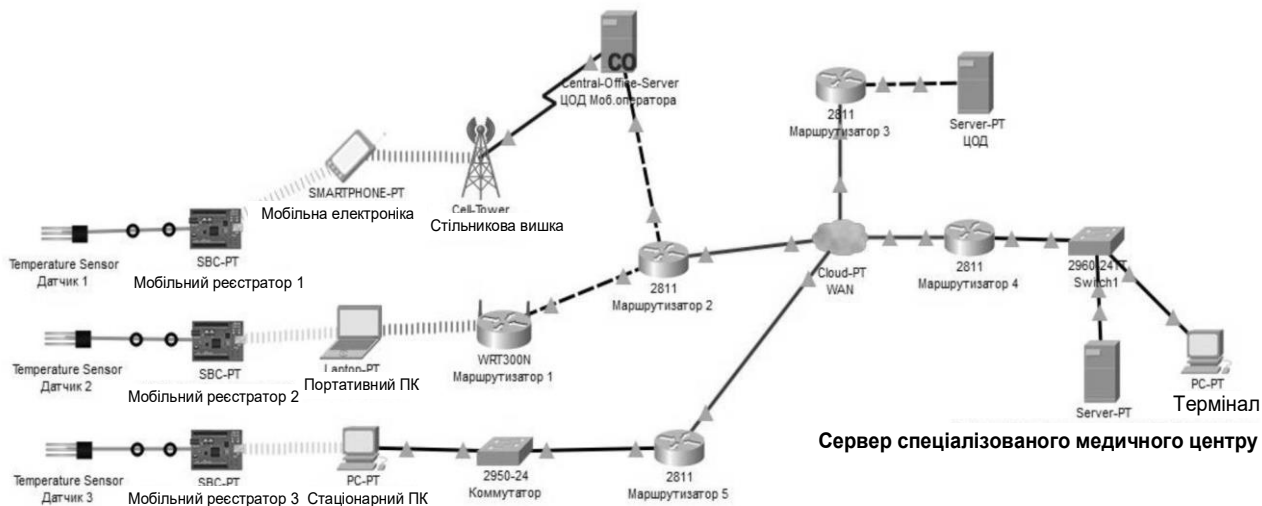 CO
Central-Office-Server
ЦОД Моб.оператора
2811
Маршрутизатор 3
Server-PT
ЦОД
SMARTPHONE-PT
Мобільна електроніка
Cell-Tower
Стільникова вишка
Temperature Sensor
Датчик 1
SBC-PT
Мобільний реєстратор 1
2811
Маршрутизатор 2
Cloud-PT
WAN
2811
Маршрутизатор 4
2960-24TT
Switch1
Temperature Sensor
Датчик 2
SBC-PT
Мобільний реєстратор 2
Laptop-PT
Портативний ПК
WRT300N
Маршрутизатор 1
Server-PT
PC-PT
Термінал
Сервер спеціалізованого медичного центру
Temperature Sensor
Датчик 3
SBC-PT
Мобільний реєстратор 3
PC-PT
Стаціонарний ПК
2950-24
Коммутатор
2811
Маршрутизатор 5